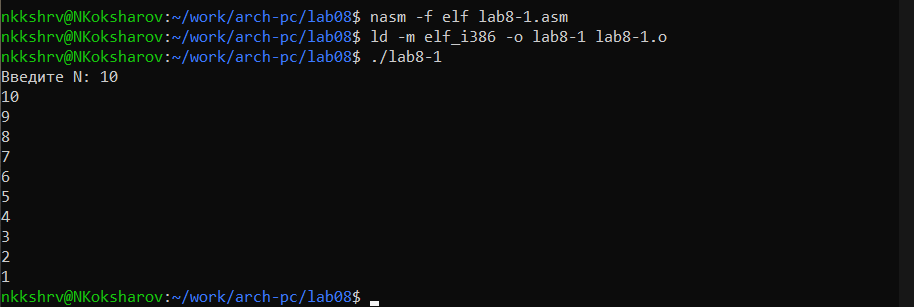 nkkshrv@NKoksharov:~/work/arch-pc/lab08$ nasm -f elf lab8-1.asm
nkkshrv@NKoksharov:~/work/arch-pc/lab08$ ld -m elf_i386 -o lab8-1 lab8-1.o
nkkshrv@NKoksharov:~/work/arch-pc/lab08$ ./lab8-1
Введите N: 10
10
9
8
7
6
5
4
3
2
1
nkkshrv@NKoksharov:~/work/arch-pc/lab08$